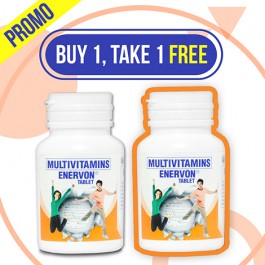 PROMO
BUY 1, TAKE 1 FREE
MULTIVITAMINS
ENERVON
TABLET
MULTIVITAMINS
ENERVON
TABLET